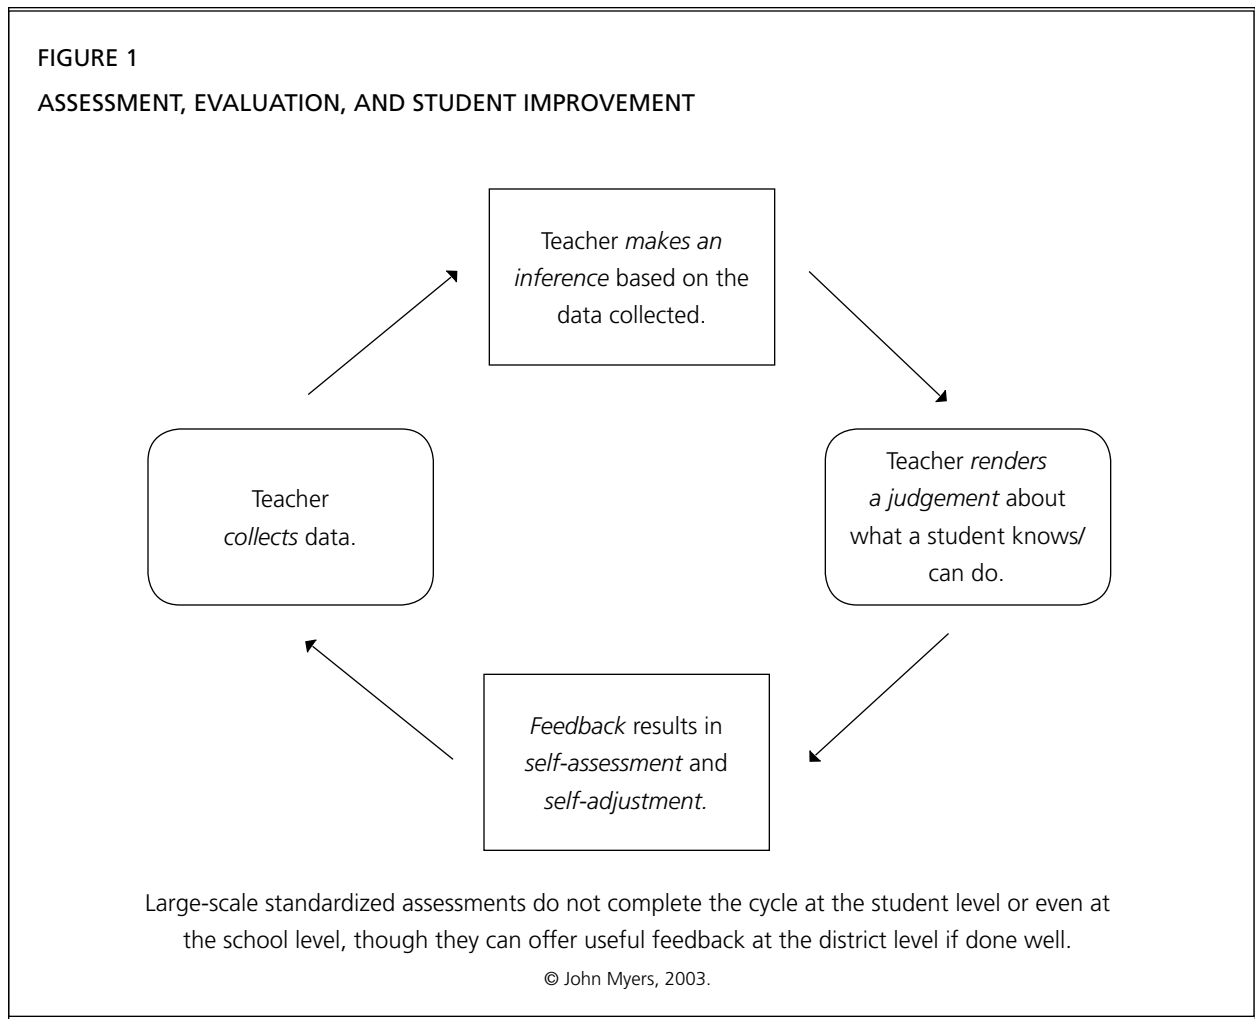 FIGURE 1
ASSESSMENT, EVALUATION, AND STUDENT IMPROVEMENT
Teacher makes an
inference based on the
data collected.
Teacher
collects data.
Teacher renders
a judgement about
what a student knows/
can do.
Feedback results in
self-assessment and
self-adjustment.
Large-scale standardized assessments do not complete the cycle at the student level or even at
the school level, though they can offer useful feedback at the district level if done well.
© John Myers, 2003.